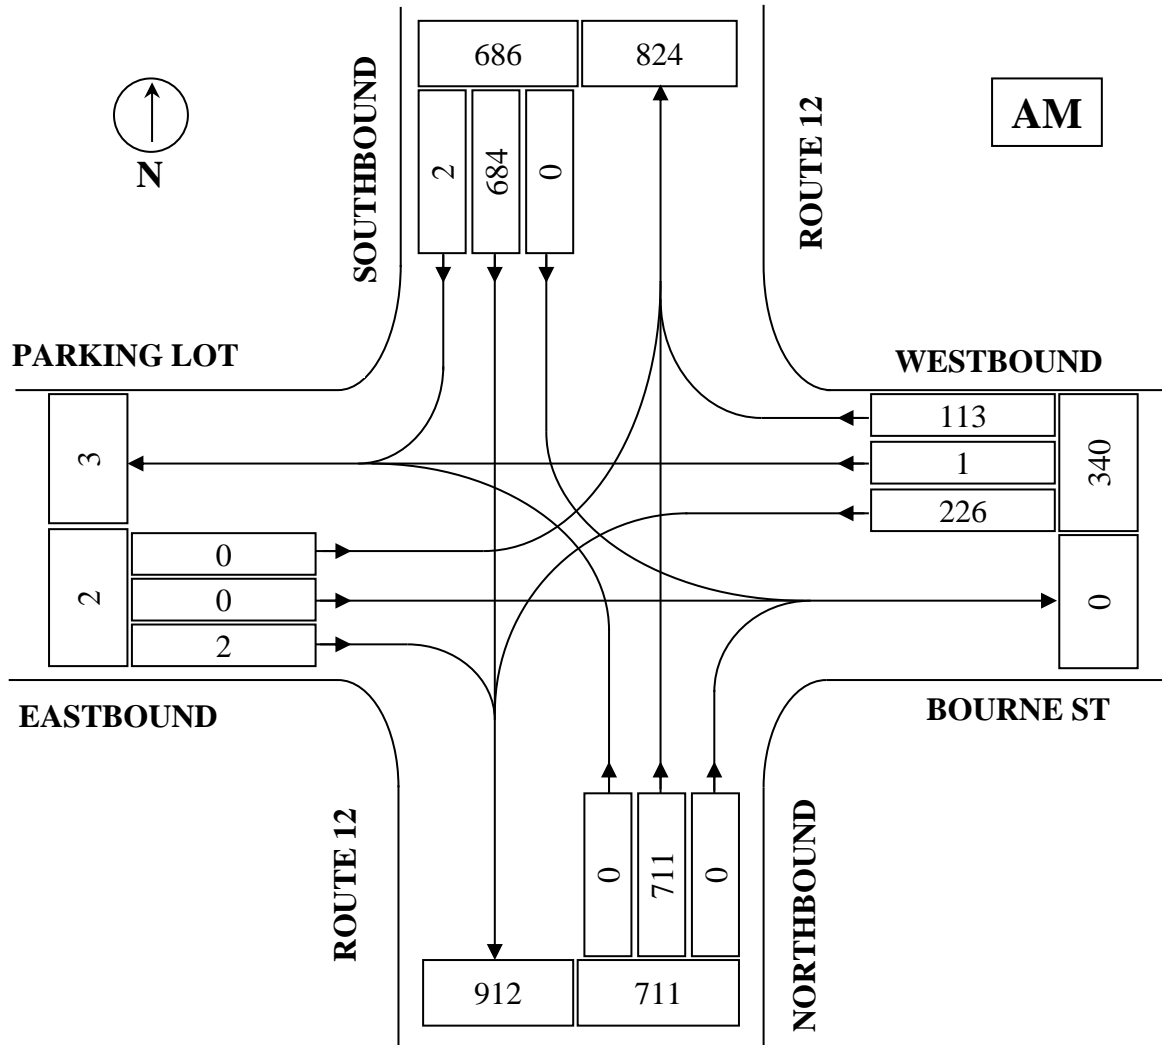 686
824
AM
N
SOUTHBOUND
2
684
0
ROUTE 12
PARKING LOT
WESTBOUND
3
113
1
226
340
0
0
0
2
2
0
EASTBOUND
BOURNE ST
ROUTE 12
0
711
0
NORTHBOUND
912
711